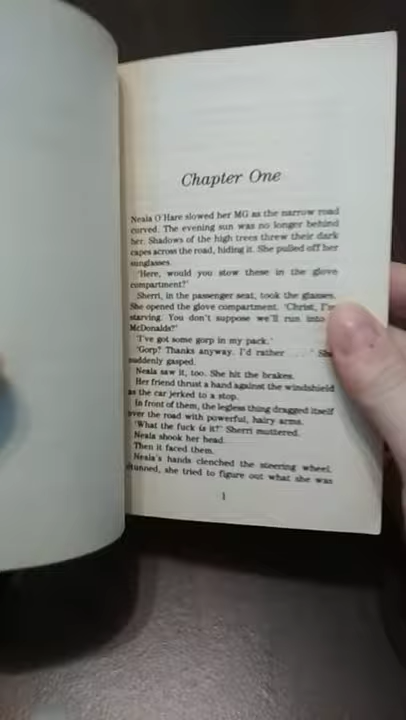 Chapter One
Neala O'Hare slowed her MG as the narrow road
curved. The evening sun was no longer behind
her. Shadows of the high trees threw their dark
capes across the road, hiding it. She pulled off her
sunglasses.
'Here, would you stow these in the glove
compartment?'
Sherri, in the passenger seat, took the glasses.
She opened the glove compartment. 'Christ, I'm
starving. You don't suppose we'll run into
McDonalds?'
'I've got some gorp in my pack.'
'Gorp? Thanks anyway. I'd rather . . . ' She
suddenly gasped.
Neala saw it, too. She hit the brakes.
Her friend thrust a hand against the windshield
as the car jerked to a stop.
In front of them, the legless thing dragged itself
over the road with powerful, hairy arms.
'What the fuck is it?' Sherri muttered.
Neala shook her head.
Then it faced them.
Neala's hands clenched the steering wheel.
Stunned, she tried to figure out what she was
1